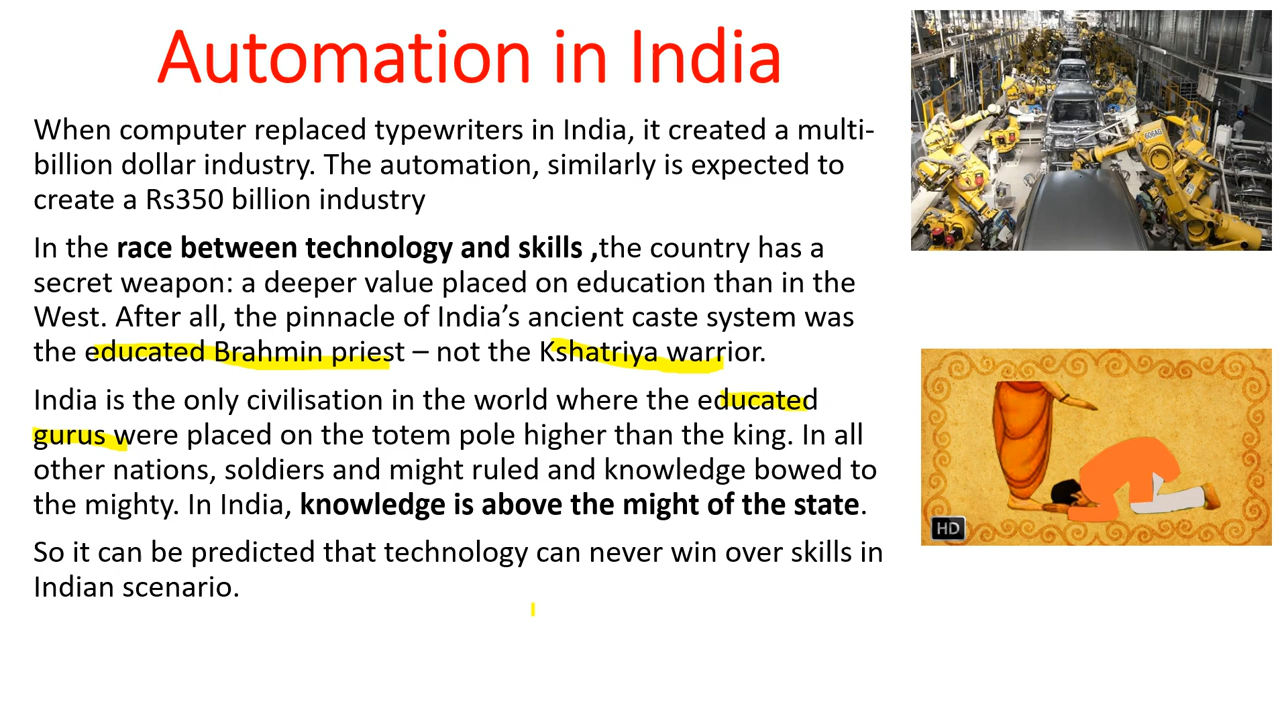 Automation in India
When computer replaced typewriters in India, it created a multi-
billion dollar industry. The automation, similarly is expected to
create a Rs350 billion industry
In the race between technology and skills ,the country has a
secret weapon: a deeper value placed on education than in the
West. After all, the pinnacle of India’s ancient caste system was
the educated Brahmin priest – not the Kshatriya warrior.
India is the only civilisation in the world where the educated
gurus were placed on the totem pole higher than the king. In all
other nations, soldiers and might ruled and knowledge bowed to
the mighty. In India, knowledge is above the might of the state.
So it can be predicted that technology can never win over skills in
Indian scenario.
HD